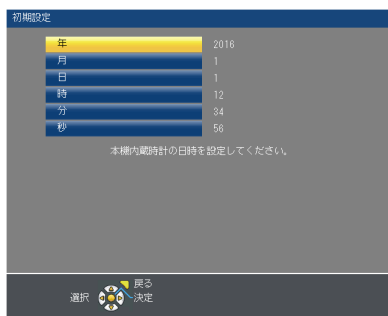 初期設定
年 2016
月 1
日 1
時 12
分 34
秒 56
本機内蔵時計の日時を設定してください。
戻る
選択 決定